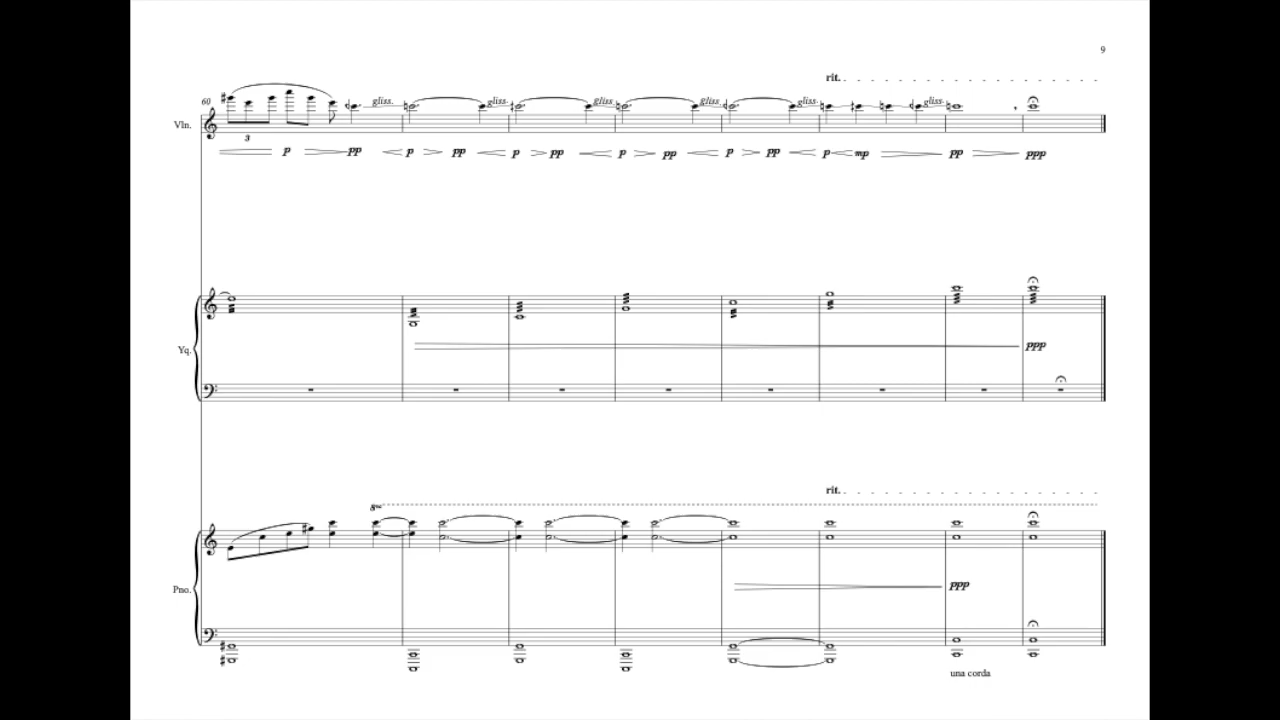 9
rit.
60
gliss. gliss. gliss. gliss. gliss. gliss.
Vln.
3
p pp p pp p pp p pp p pp p mp pp ppp
Yq.
ppp
rit.
8va
Pno.
ppp
una corda